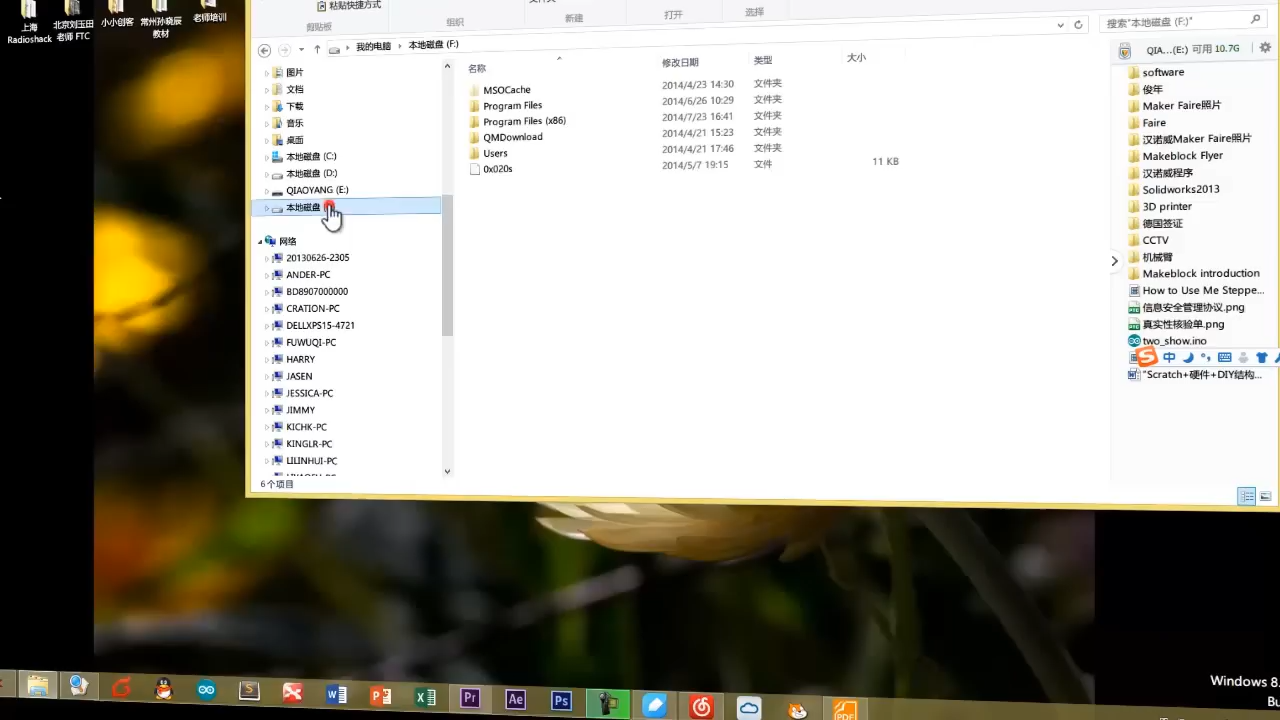 上海
Radioshack
北京刘玉田
老师 FTC
小小创客
常州孙晓辰
教材
老师培训
粘贴快捷方式
剪贴板
组织
新建
打开
选择
我的电脑
本地磁盘 (F:)
搜索"本地磁盘 (F:)"
QIA...(E:) 可用 10.7G
图片
文档
下载
音乐
桌面
本地磁盘 (C:)
本地磁盘 (D:)
QIAOYANG (E:)
本地磁盘
网络
20130626-2305
ANDER-PC
BD8907000000
CRATION-PC
DELLXPS15-4721
FUWUQI-PC
HARRY
JASEN
JESSICA-PC
JIMMY
KICHK-PC
KINGLR-PC
LILINHUI-PC
6个项目
名称 修改日期 类型 大小
MSOCache 2014/4/23 14:30 文件夹
Program Files 2014/6/26 10:29 文件夹
Program Files (x86) 2014/7/23 16:41 文件夹
QMDownload 2014/4/21 15:23 文件夹
Users 2014/4/21 17:46 文件夹
0x020s 2014/5/7 19:15 文件 11 KB
software
俊年
Maker Faire照片
Faire
汉诺威Maker Faire照片
Makeblock Flyer
汉诺威程序
Solidworks2013
3D printer
德国签证
CCTV
机械臂
Makeblock introduction
How to Use Me Steppe...
信息安全管理协议.png
真实性核验单.png
two_show.ino
中
"Scratch+硬件+DIY结构...
Windows 8.